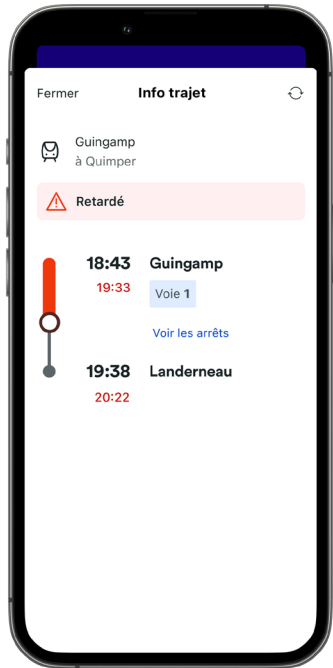 Fermer
Info trajet
Guingamp
à Quimper
Retardé
18:43 Guingamp
19:33
Voie 1
Voir les arrêts
19:38 Landerneau
20:22